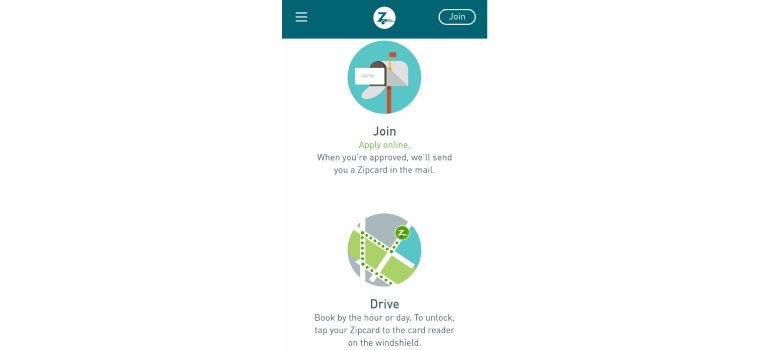 Z
Join
Join
Apply online.
When you're approved, we'll send
you a Zipcard in the mail.
Z
Drive
Book by the hour or day. To unlock,
tap your Zipcard to the card reader
on the windshield.